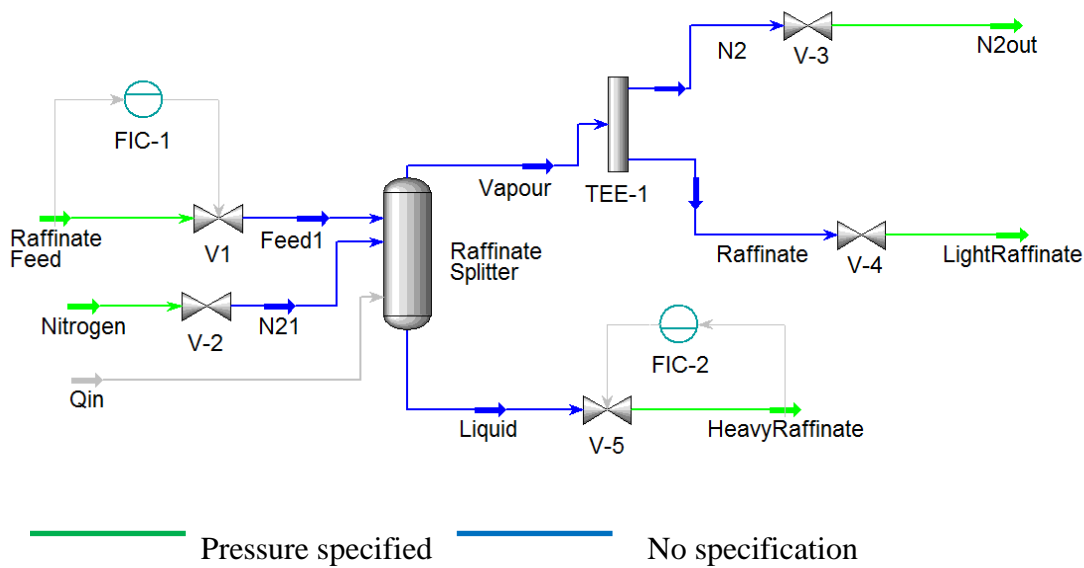 N2
V-3
N2out
FIC-1
Vapour
TEE-1
Raffinate
Feed
V1
Feed1
Raffinate
Splitter
Raffinate
V-4
LightRaffinate
Nitrogen
V-2
N21
FIC-2
Qin
Liquid
V-5
HeavyRaffinate
Pressure specified
No specification